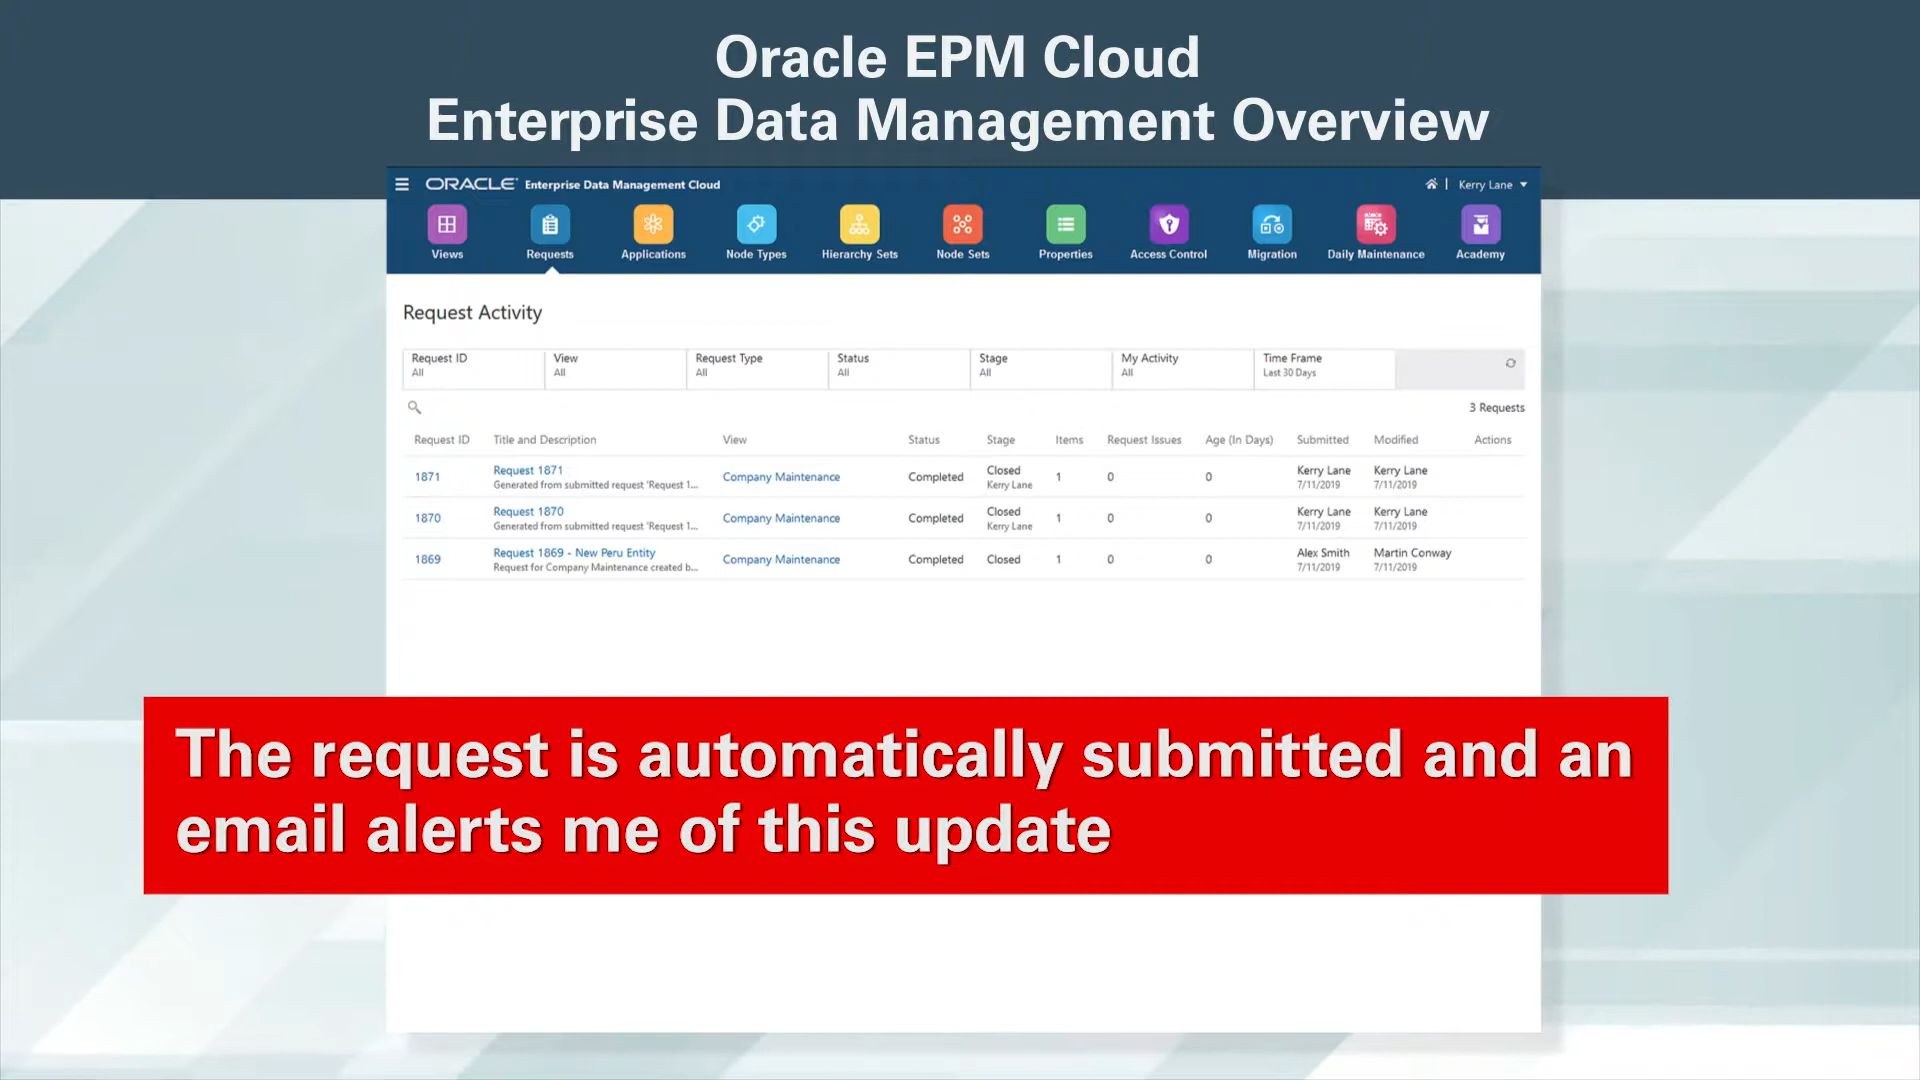 Oracle EPM Cloud
Enterprise Data Management Overview
ORACLE Enterprise Data Management Cloud
Kerry Lane
Views Requests Applications Node Types Hierarchy Sets Node Sets Properties Access Control Migration Daily Maintenance Academy
Request Activity
Request ID View Request Type Status Stage My Activity Time Frame
All All All All All All Last 30 Days
3 Requests
Request ID Title and Description View Status Stage Items Request Issues Age (In Days) Submitted Modified Actions
1871 Request 1871 Company Maintenance Completed Closed 1 0 0 Kerry Lane Kerry Lane
Generated from submitted request 'Request 1... Kerry Lane 7/11/2019 7/11/2019
1870 Request 1870 Company Maintenance Completed Closed 1 0 0 Kerry Lane Kerry Lane
Generated from submitted request 'Request 1... Kerry Lane 7/11/2019 7/11/2019
1869 Request 1869 - New Peru Entity Company Maintenance Completed Closed 1 0 0 Alex Smith Martin Conway
Request for Company Maintenance created b... 7/11/2019 7/11/2019
The request is automatically submitted and an
email alerts me of this update